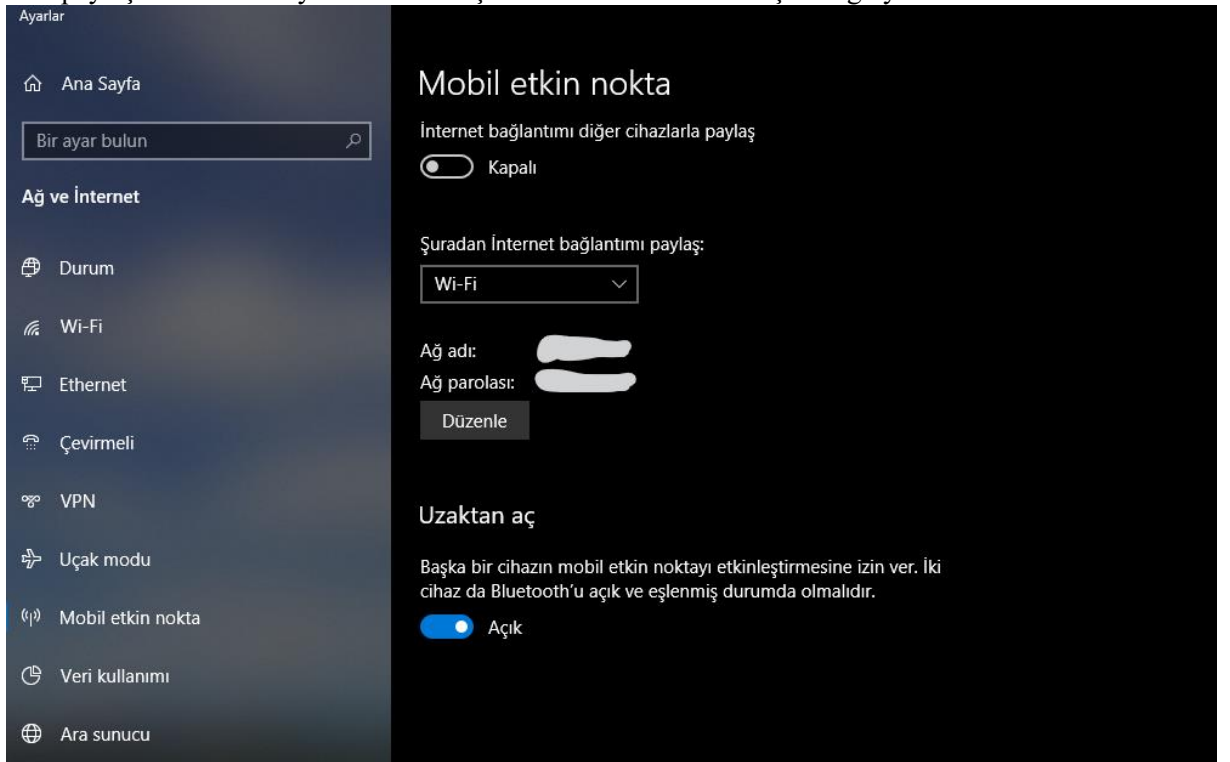 Ayarlar
Ana Sayfa
Bir ayar bulun
Ağ ve İnternet
Durum
Wi-Fi
Ethernet
Çevirmeli
VPN
Uçak modu
Mobil etkin nokta
Veri kullanımı
Ara sunucu
Mobil etkin nokta
İnternet bağlantımı diğer cihazlarla paylaş
Kapalı
Şuradan İnternet bağlantımı paylaş:
Wi-Fi
Ağ adı:
Ağ parolası:
Düzenle
Uzaktan aç
Başka bir cihazın mobil etkin noktayı etkinleştirmesine izin ver. İki
cihaz da Bluetooth'u açık ve eşlenmiş durumda olmalıdır.
Açık